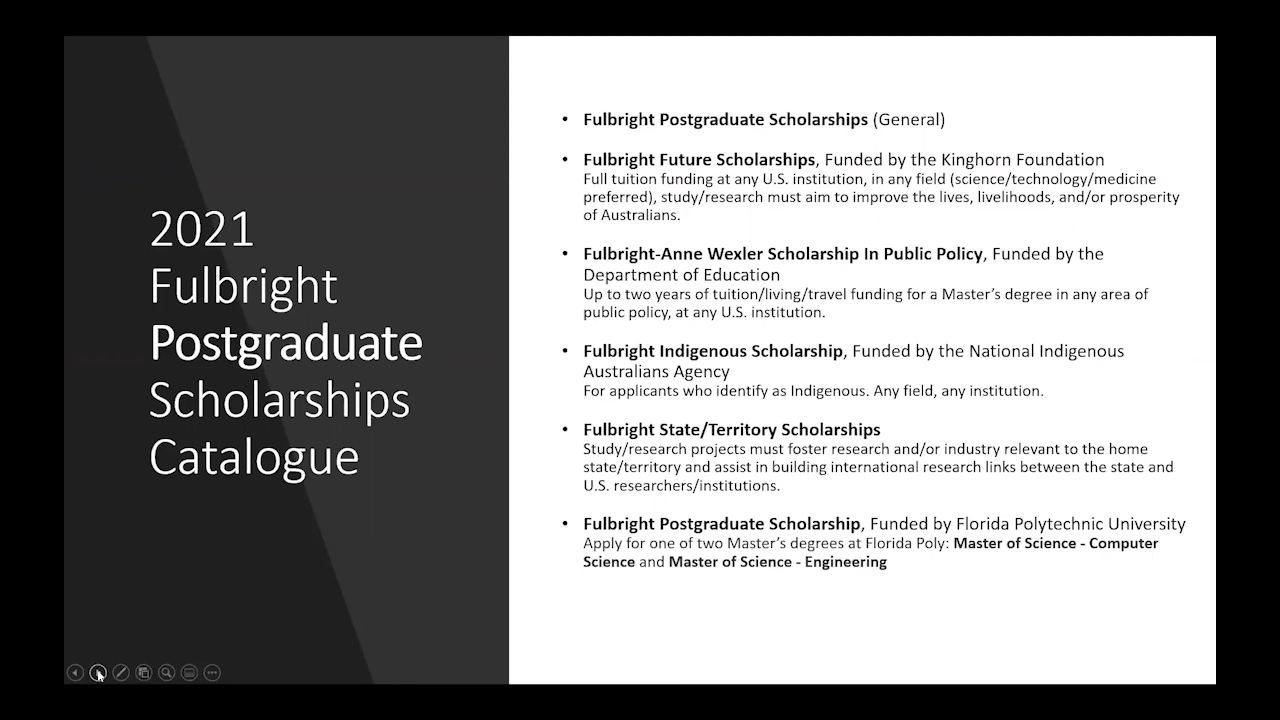 2021
Fulbright
Postgraduate
Scholarships
Catalogue
• Fulbright Postgraduate Scholarships (General)
• Fulbright Future Scholarships, Funded by the Kinghorn Foundation
Full tuition funding at any U.S. institution, in any field (science/technology/medicine
preferred), study/research must aim to improve the lives, livelihoods, and/or prosperity
of Australians.
• Fulbright-Anne Wexler Scholarship In Public Policy, Funded by the
Department of Education
Up to two years of tuition/living/travel funding for a Master's degree in any area of
public policy, at any U.S. institution.
• Fulbright Indigenous Scholarship, Funded by the National Indigenous
Australians Agency
For applicants who identify as Indigenous. Any field, any institution.
• Fulbright State/Territory Scholarships
Study/research projects must foster research and/or industry relevant to the home
state/territory and assist in building international research links between the state and
U.S. researchers/institutions.
• Fulbright Postgraduate Scholarship, Funded by Florida Polytechnic University
Apply for one of two Master's degrees at Florida Poly: Master of Science - Computer
Science and Master of Science - Engineering